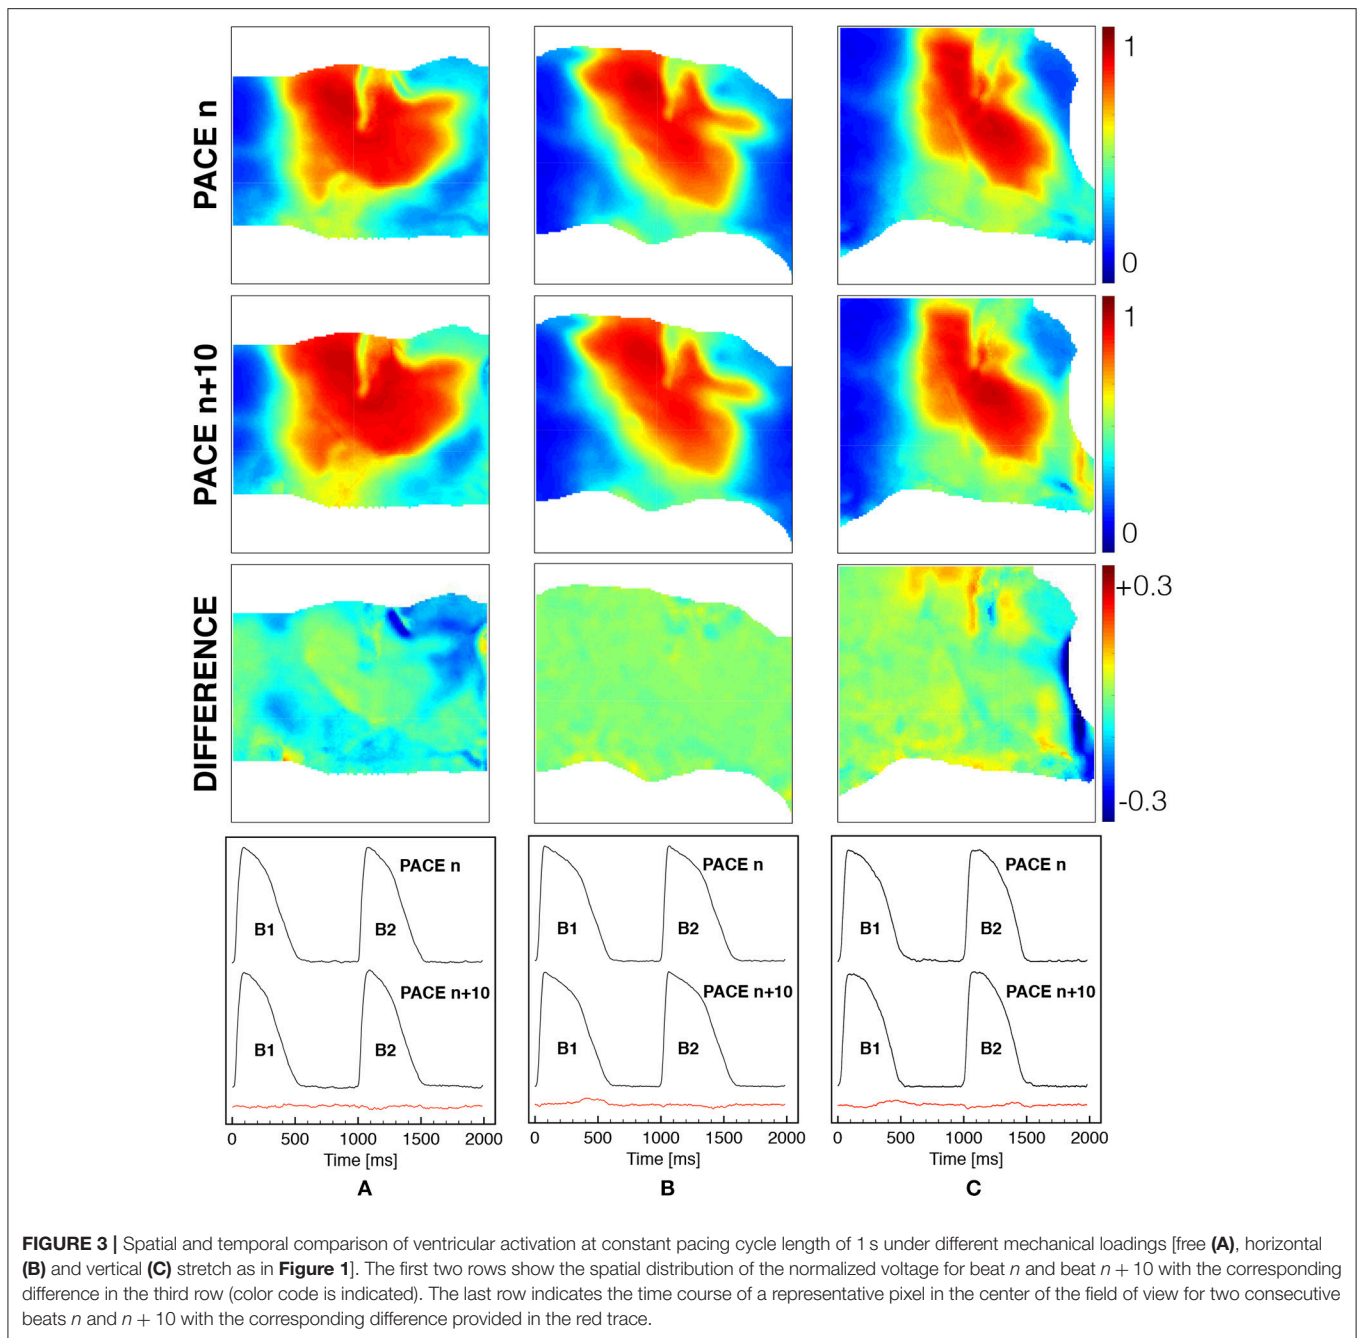 PACE n
1
0
PACE n+10
1
0
DIFFERENCE
+0.3
-0.3
PACE n
B1
B2
PACE n+10
B1
B2
0 500 1000 1500 2000
Time [ms]
A
PACE n
B1
B2
PACE n+10
B1
B2
0 500 1000 1500 2000
Time [ms]
B
PACE n
B1
B2
PACE n+10
B1
B2
0 500 1000 1500 2000
Time [ms]
C
FIGURE 3 | Spatial and temporal comparison of ventricular activation at constant pacing cycle length of 1 s under different mechanical loadings [free (A), horizontal
(B) and vertical (C) stretch as in Figure 1]. The first two rows show the spatial distribution of the normalized voltage for beat n and beat n + 10 with the corresponding
difference in the third row (color code is indicated). The last row indicates the time course of a representative pixel in the center of the field of view for two consecutive
beats n and n + 10 with the corresponding difference provided in the red trace.